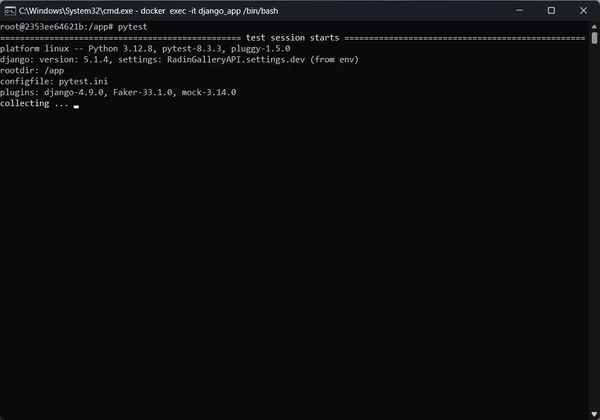 C:\Windows\System32\cmd.exe - docker  exec -it django_app /bin/bash
root@2353ee64621b:/app# pytest
================================================= test session starts =================================================
platform linux -- Python 3.12.8, pytest-8.3.3, pluggy-1.5.0
django: version: 5.1.4, settings: RadinGalleryAPI.settings.dev (from env)
rootdir: /app
configfile: pytest.ini
plugins: django-4.9.0, Faker-33.1.0, mock-3.14.0
collecting ...